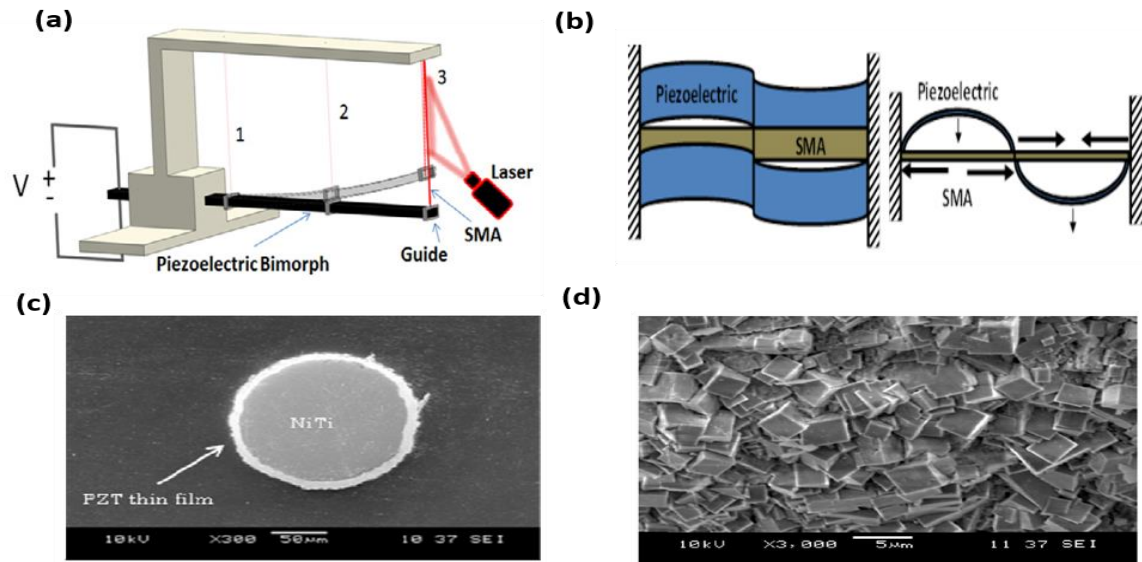 (a)
V
+
-
1
2
3
Laser
SMA
Guide
Piezoelectric Bimorph
(b)
Piezoelectric
SMA
Piezoelectric
SMA
(c)
NiTi
PZT thin film
10kV X300 50µm 10 37 SEI
(d)
10kV X3,000 5µm 11 37 SEI